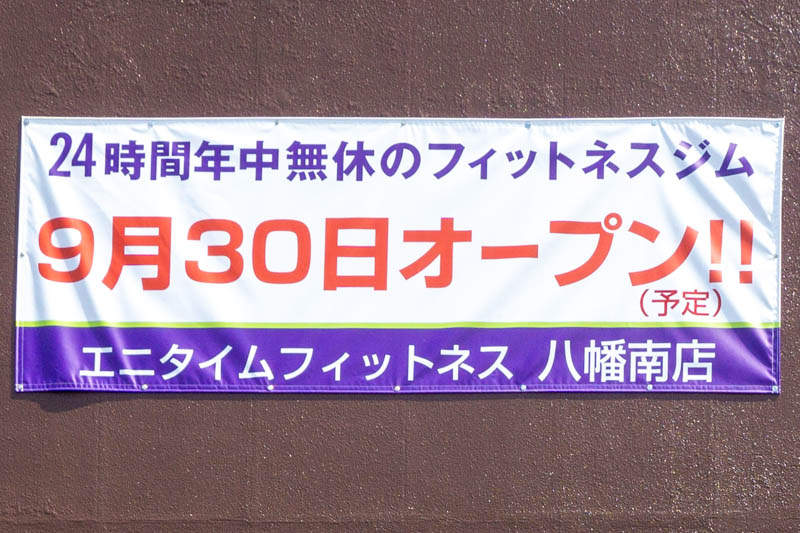 24時間年中無休のフィットネスジム
9月30日オープン!!
(予定)
エニタイムフィットネス 八幡南店